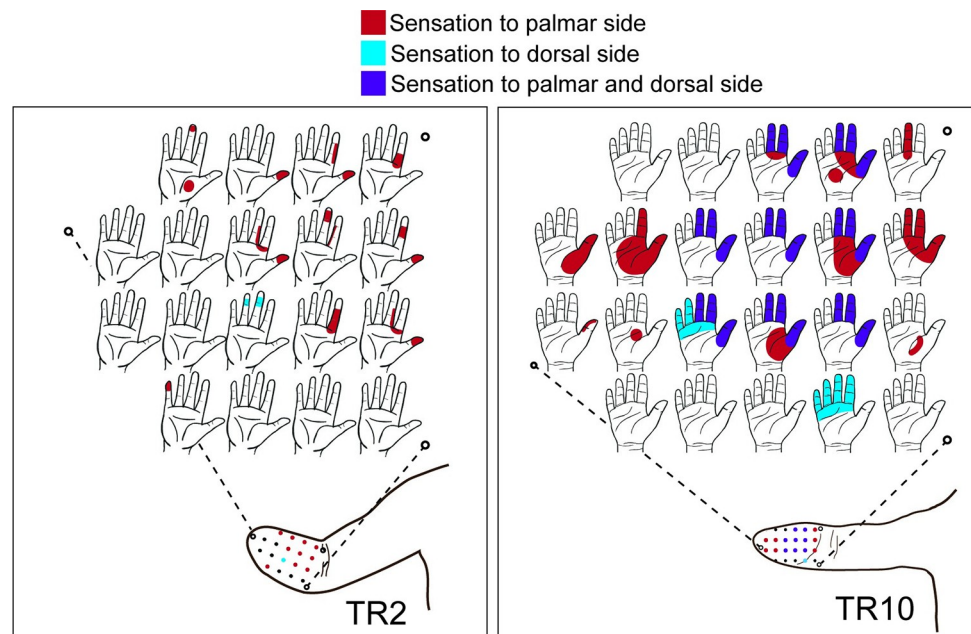 Sensation to palmar side
Sensation to dorsal side
Sensation to palmar and dorsal side
TR2
TR10